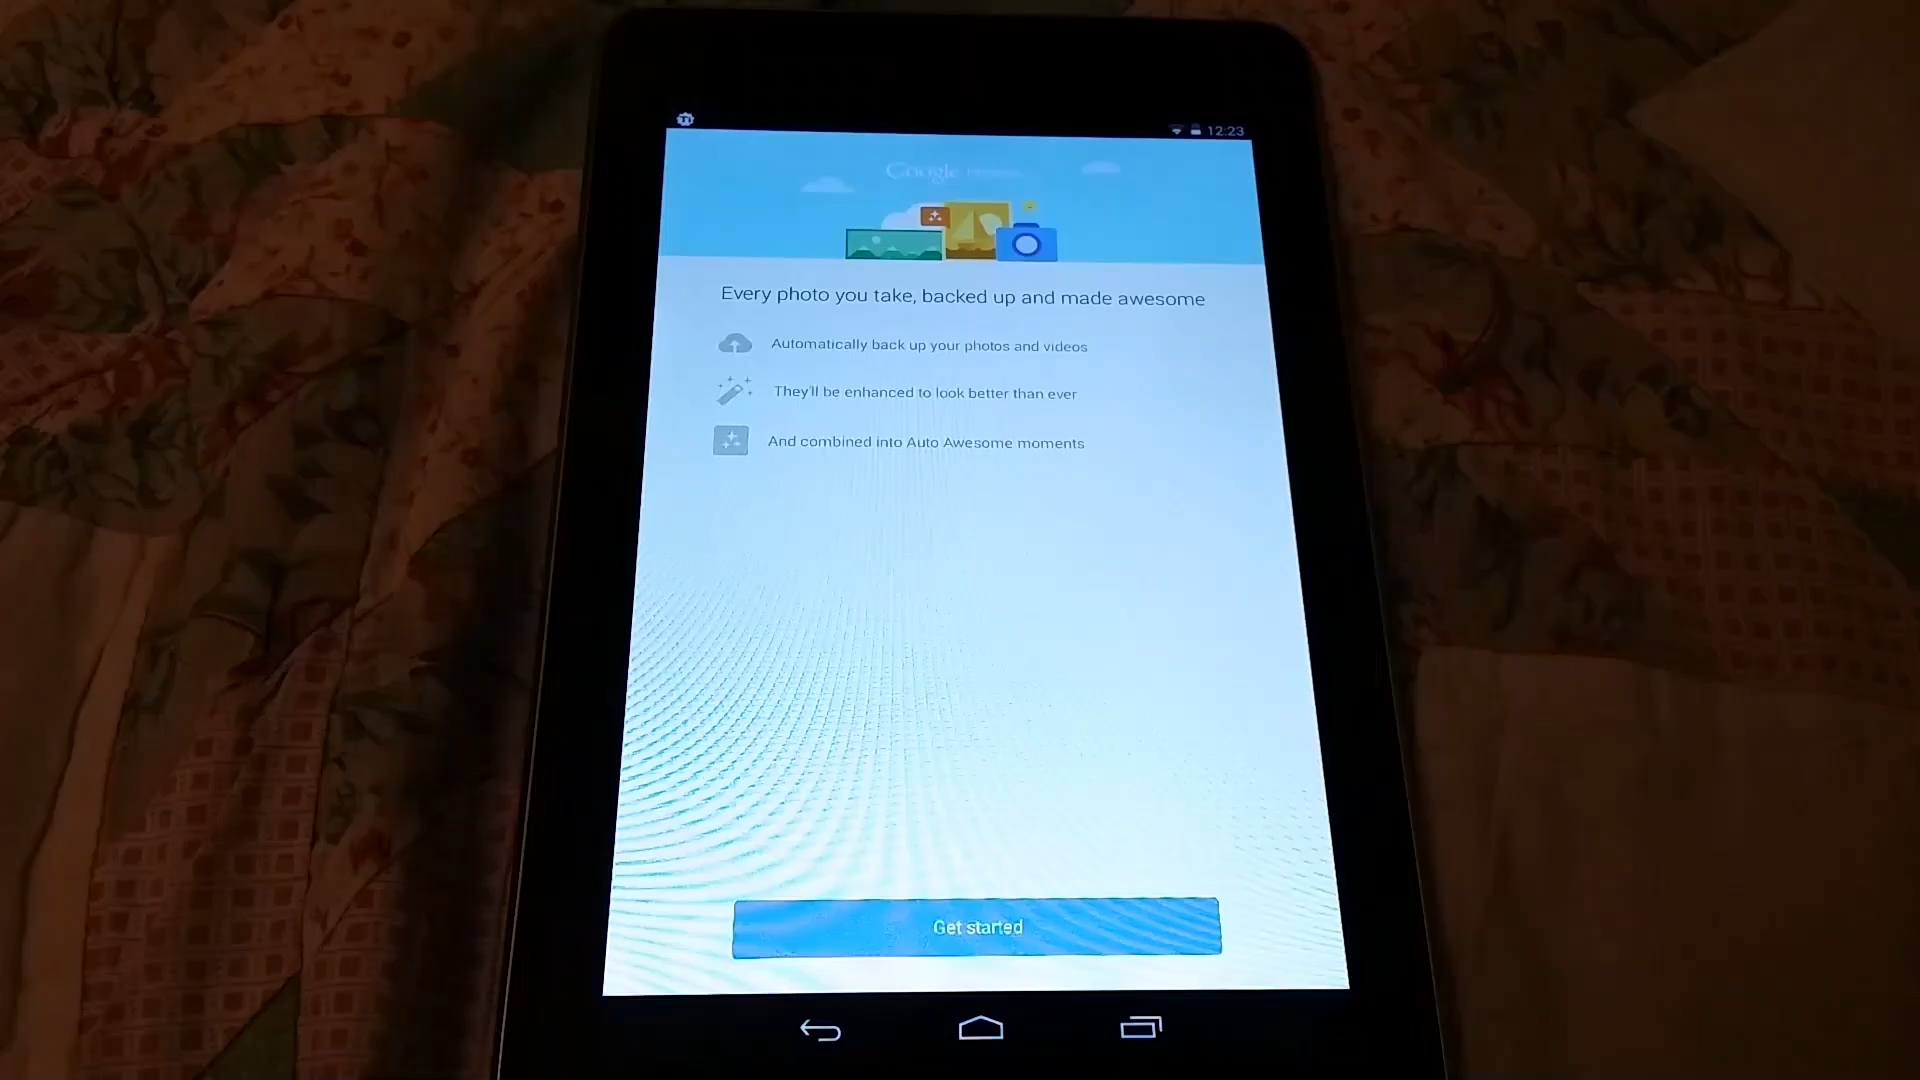 12:23
Google
Every photo you take, backed up and made awesome
Automatically back up your photos and videos
They'll be enhanced to look better than ever
And combined into Auto Awesome moments
Get started